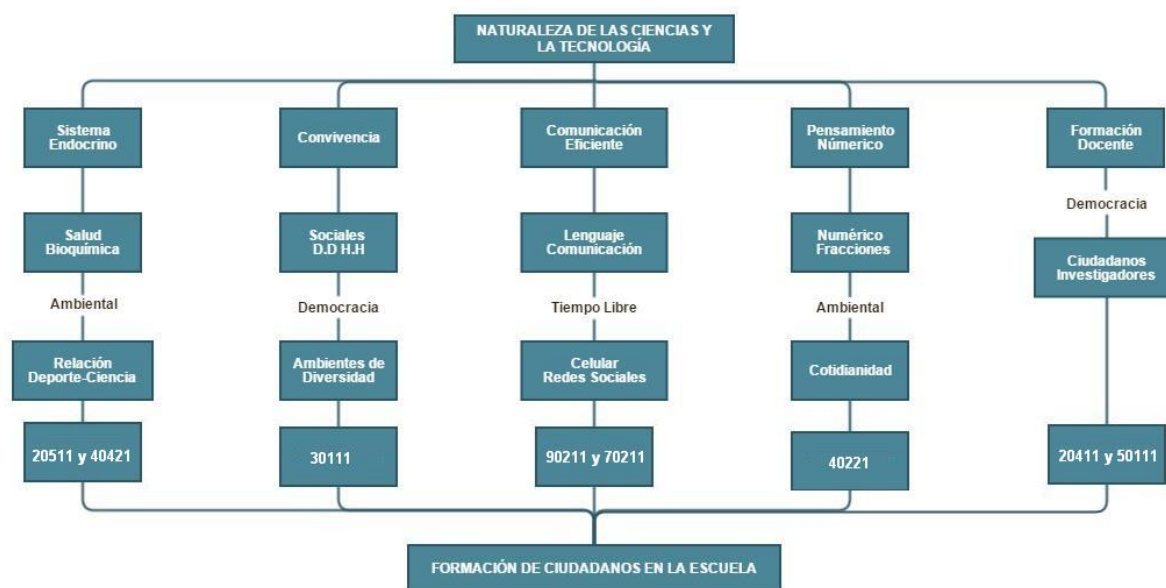 NATURALEZA DE LAS CIENCIAS Y
LA TECNOLOGÍA
Sistema
Endocrino
Convivencia
Comunicación
Eficiente
Pensamiento
Númerico
Formación
Docente
Democracia
Salud
Bioquímica
Sociales
D.D H.H
Lenguaje
Comunicación
Numérico
Fracciones
Ciudadanos
Investigadores
Ambiental
Democracia
Tiempo Libre
Ambiental
Relación
Deporte-Ciencia
Ambientes de
Diversidad
Celular
Redes Sociales
Cotidianidad
20511 y 40421
30111
90211 y 70211
40221
20411 y 50111
FORMACIÓN DE CIUDADANOS EN LA ESCUELA